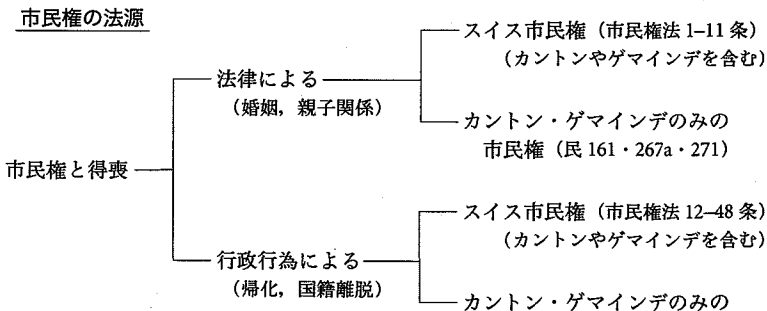 市民権の法源
スイス市民権（市民権法 1–11 条）
（カントンやゲマインデを含む）
法律による
（婚姻，親子関係）
カントン・ゲマインデのみの
市民権（民 161・267a・271）
市民権と得喪
スイス市民権（市民権法 12–48 条）
（カントンやゲマインデを含む）
行政行為による
（帰化，国籍離脱）
カントン・ゲマインデのみの